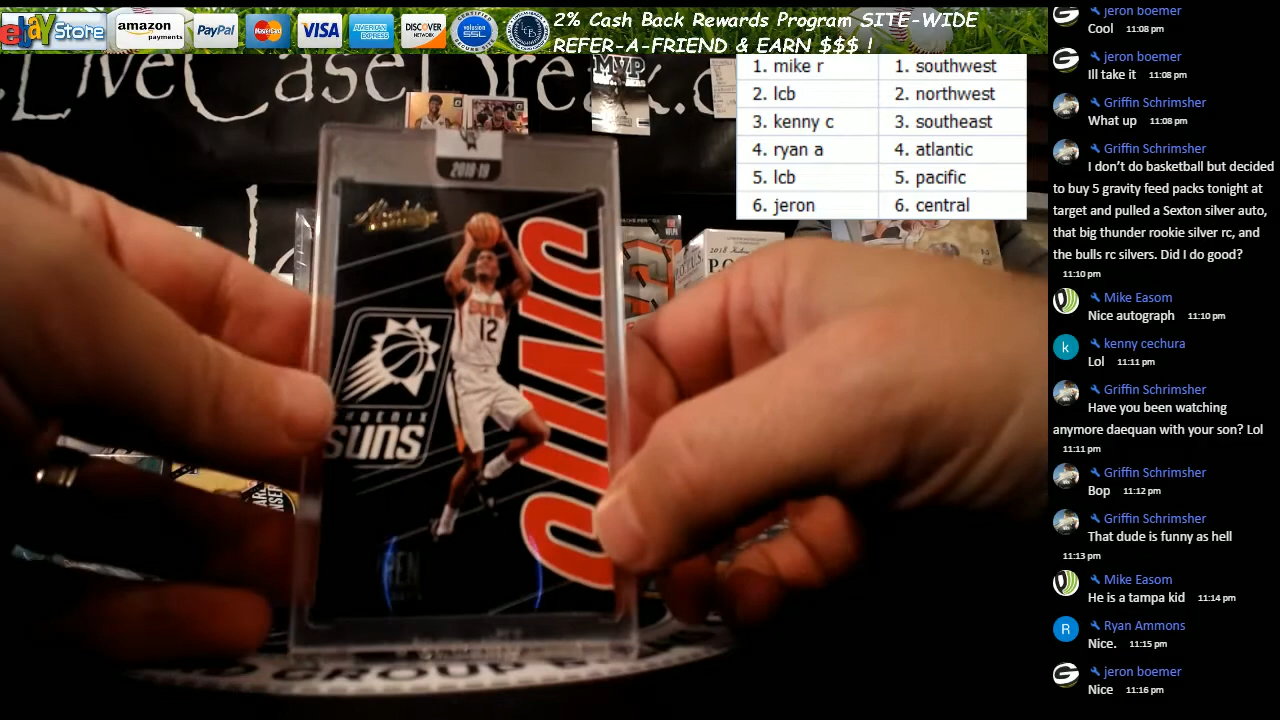 ebay Store
amazon
payments
PayPal
MasterCard
VISA
AMERICAN
EXPRESS
DISCOVER
NETWORK
CERTIFIED
SSL
2% Cash Back Rewards Program SITE-WIDE
REFER-A-FRIEND & EARN $$$ !
.LiveCaseBreak.c
MVP
1. mike r 1. southwest
2. lcb 2. northwest
3. kenny c 3. southeast
4. ryan a 4. atlantic
5. lcb 5. pacific
6. jeron 6. central
2018-19
Absolute
SUNS
12
PHOENIX
SUNS
GROUP
jeron boemer
Cool 11:08 pm
jeron boemer
Ill take it 11:08 pm
Griffin Schrimsher
What up 11:08 pm
Griffin Schrimsher
I don't do basketball but decided
to buy 5 gravity feed packs tonight at
target and pulled a Sexton silver auto,
that big thunder rookie silver rc, and
the bulls rc silvers. Did I do good?
11:10 pm
Mike Easom
Nice autograph 11:10 pm
k
kenny cechura
Lol 11:11 pm
Griffin Schrimsher
Have you been watching
anymore daequan with your son? Lol
11:11 pm
Griffin Schrimsher
Bop 11:12 pm
Griffin Schrimsher
That dude is funny as hell
11:13 pm
Mike Easom
He is a tampa kid 11:14 pm
R
Ryan Ammons
Nice. 11:15 pm
jeron boemer
Nice 11:16 pm